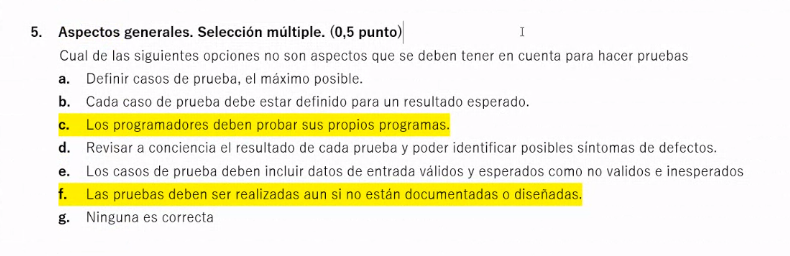 5. Aspectos generales. Selección múltiple. (0,5 punto)
Cual de las siguientes opciones no son aspectos que se deben tener en cuenta para hacer pruebas
a. Definir casos de prueba, el máximo posible.
b. Cada caso de prueba debe estar definido para un resultado esperado.
c. Los programadores deben probar sus propios programas.
d. Revisar a conciencia el resultado de cada prueba y poder identificar posibles síntomas de defectos.
e. Los casos de prueba deben incluir datos de entrada válidos y esperados como no validos e inesperados
f. Las pruebas deben ser realizadas aun si no están documentadas o diseñadas.
g. Ninguna es correcta